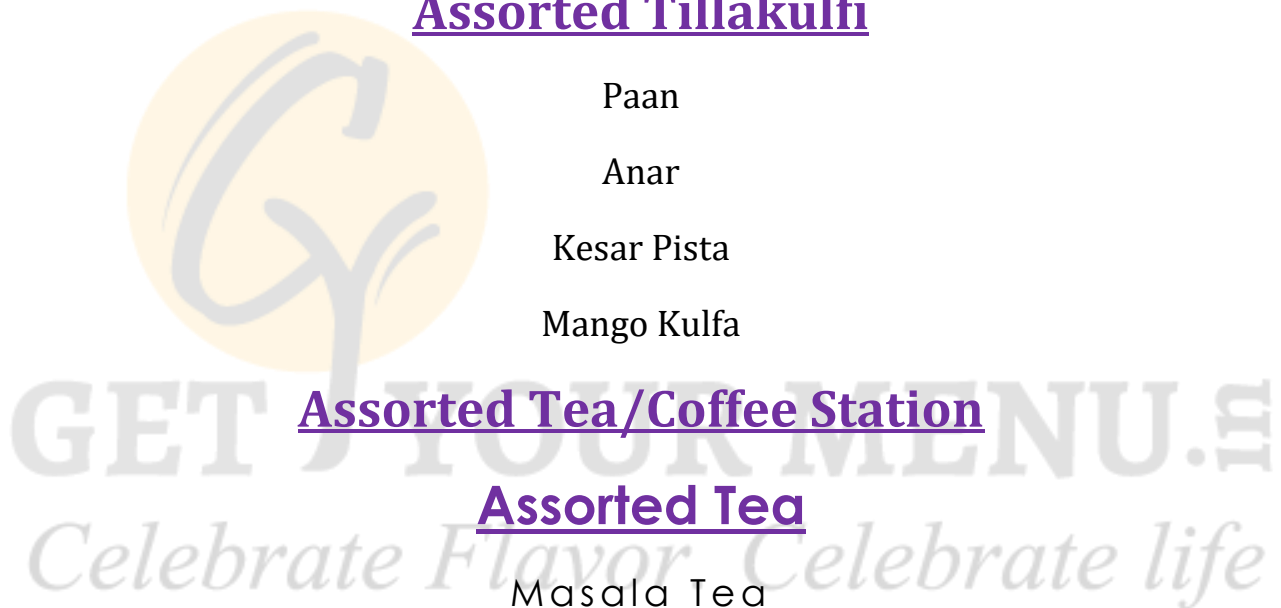 Assorted Tillakulfi
Paan
Anar
Kesar Pista
Mango Kulfa
Assorted Tea/Coffee Station
GET YOUR MENU.in
Assorted Tea
Celebrate Flavor Celebrate life
Masala Tea